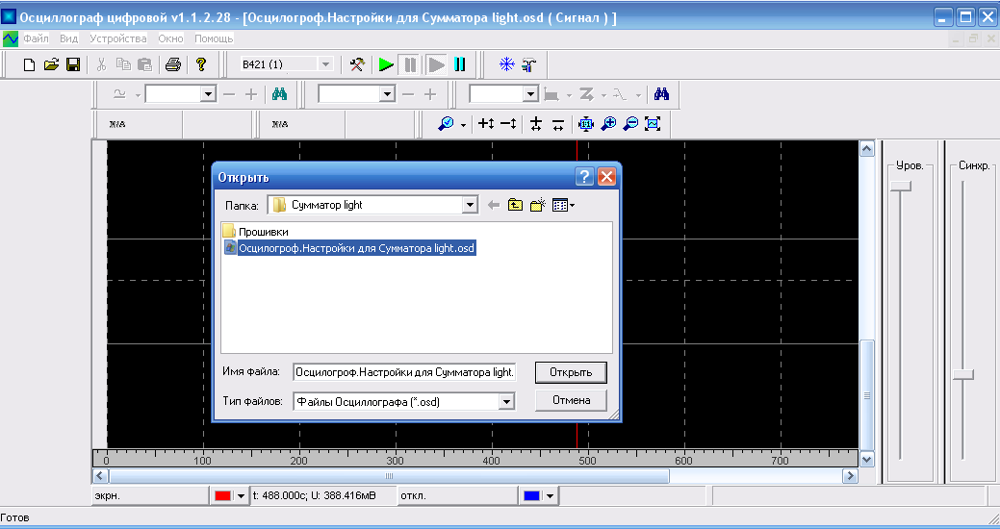 Осциллограф цифровой v1.1.2.28 - [Осцилогроф.Настройки для Сумматора light.osd ( Сигнал ) ]
Файл Вид Устройства Окно Помощь
В421 (1)
Н/А Н/А
Уров. Синхр.
Открыть
Папка: Сумматор light
Прошивки
Осцилогроф.Настройки для Сумматора light.osd
Имя файла: Осцилогроф.Настройки для Сумматора light. Открыть
Тип файлов: Файлы Осциллографа (*.osd) Отмена
0 100 200 300 400 500 600 700
экрн. t: 488.000с; U: 388.416мВ откл.
Готов